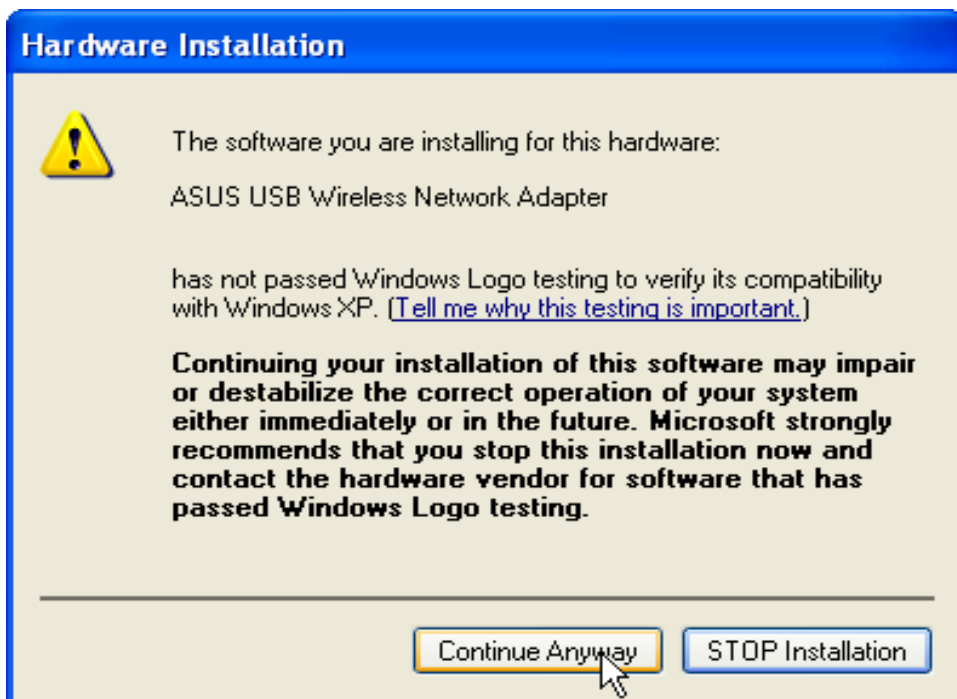 Hardware Installation
The software you are installing for this hardware:
ASUS USB Wireless Network Adapter
has not passed Windows Logo testing to verify its compatibility
with Windows XP. (Tell me why this testing is important.)
Continuing your installation of this software may impair
or destabilize the correct operation of your system
either immediately or in the future. Microsoft strongly
recommends that you stop this installation now and
contact the hardware vendor for software that has
passed Windows Logo testing.
Continue Anyway STOP Installation